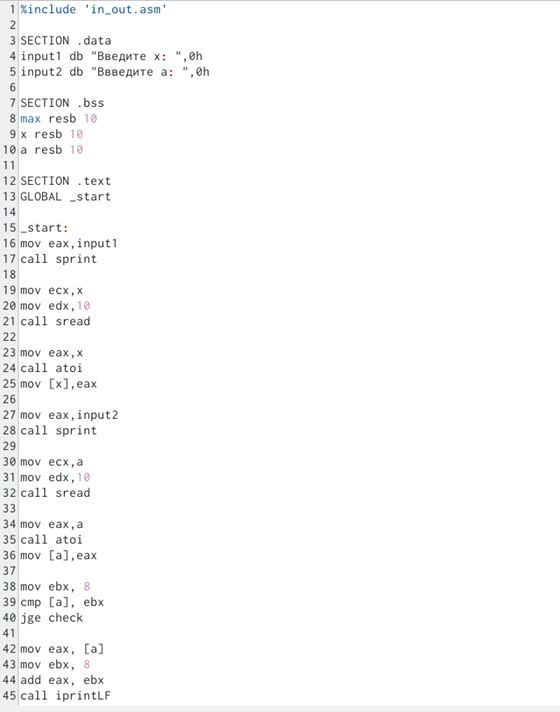 1 %include 'in_out.asm'
2
3 SECTION .data
4 input1 db "Введите x: ",0h
5 input2 db "Ввведите a: ",0h
6
7 SECTION .bss
8 max resb 10
9 x resb 10
10 a resb 10
11
12 SECTION .text
13 GLOBAL _start
14
15 _start:
16 mov eax,input1
17 call sprint
18
19 mov ecx,x
20 mov edx,10
21 call sread
22
23 mov eax,x
24 call atoi
25 mov [x],eax
26
27 mov eax,input2
28 call sprint
29
30 mov ecx,a
31 mov edx,10
32 call sread
33
34 mov eax,a
35 call atoi
36 mov [a],eax
37
38 mov ebx, 8
39 cmp [a], ebx
40 jge check
41
42 mov eax, [a]
43 mov ebx, 8
44 add eax, ebx
45 call iprintLF